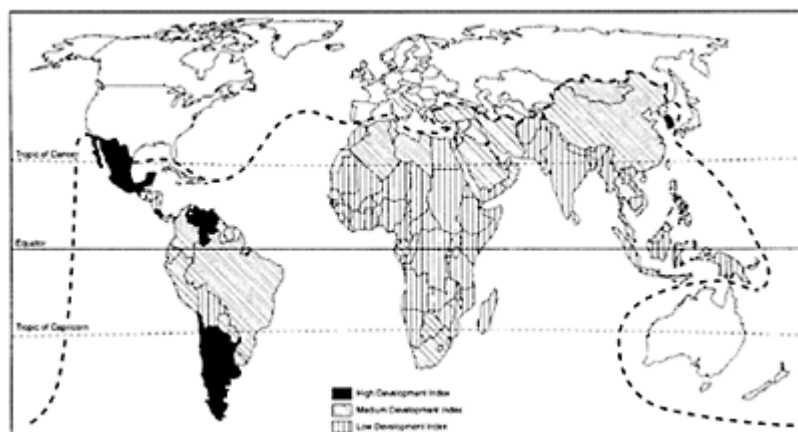 Tropic of Cancer
Equator
Tropic of Capricorn
High Development Index
Medium Development Index
Low Development Index